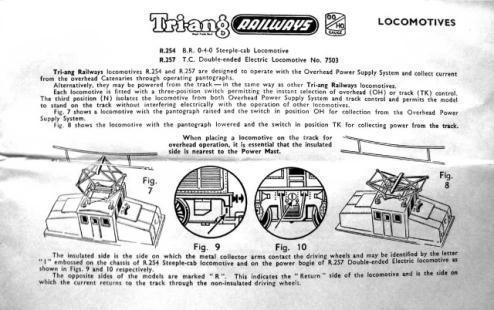 Tri-ang RAILWAYS OO/HO GAUGE LOCOMOTIVES
R.254 B.R. 0-4-0 Steeple-cab Locomotive
R.257 T.C. Double-ended Electric Locomotive No. 7503
Tri-ang Railways locomotives R.254 and R.257 are designed to operate with the Overhead Power Supply System and collect current
from the overhead Catenaries through operating pantographs.
Alternatively, they may be powered from the track — in the same way as other Tri-ang Railways locomotives.
Each locomotive is fitted with a three-position switch permitting the instant selection of overhead (OH) or track (TK) control.
The third position (N) isolates the locomotive from both Overhead Power Supply System and track control and permits the model
to stand on the track without interfering electrically with the operation of other locomotives.
Fig. 7 shows a locomotive with the pantograph raised and the switch in position OH for collection from the Overhead Power
Supply System.
Fig. 8 shows the locomotive with the pantograph lowered and the switch in position TK for collecting power from the track.
When placing a locomotive on the track for
overhead operation, it is essential that the insulated
side is nearest to the Power Mast.
Fig.
7
Fig.
8
Fig. 9
Fig. 10
The insulated side is the side on which the metal collector arms contact the driving wheels and may be identified by the letter
"I" embossed on the chassis of R.254 Steeple-cab locomotive and on the power bogie of R.257 Double-ended Electric locomotive as
shown in Figs. 9 and 10 respectively.
The opposite sides of the models are marked "R". This indicates the "Return" side of the locomotive and is the side on
which the current returns to the track through the non-insulated driving wheels.